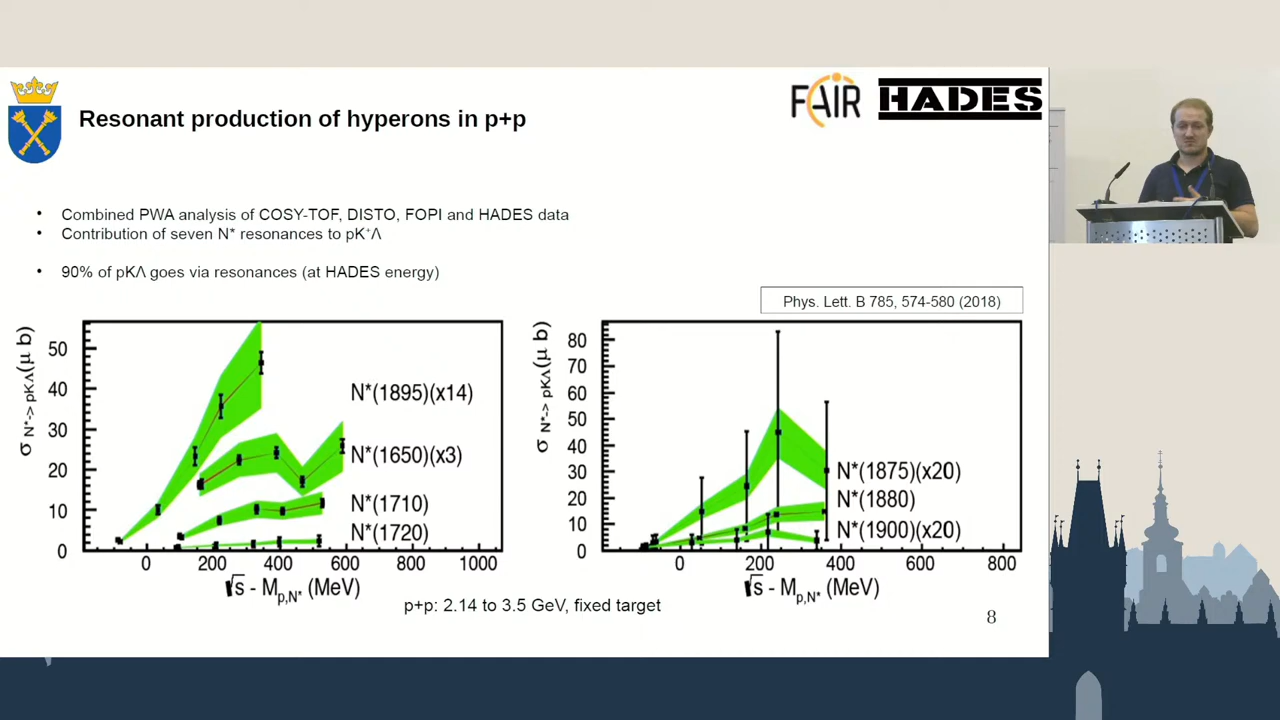 FAIR HADES
Resonant production of hyperons in p+p
• Combined PWA analysis of COSY-TOF, DISTO, FOPI and HADES data
• Contribution of seven N* resonances to pK⁺Λ
• 90% of pKΛ goes via resonances (at HADES energy)
Phys. Lett. B 785, 574-580 (2018)
σ N*-> pKΛ (μ b)
50
40
30
20
10
0
N*(1895)(x14)
N*(1650)(x3)
N*(1710)
N*(1720)
0 200 400 600 800 1000
√s - Mp,N* (MeV)
σ N*-> pKΛ (μ b)
80
70
60
50
40
30
20
10
0
N*(1875)(x20)
N*(1880)
N*(1900)(x20)
0 200 400 600 800
√s - Mp,N* (MeV)
p+p: 2.14 to 3.5 GeV, fixed target
8